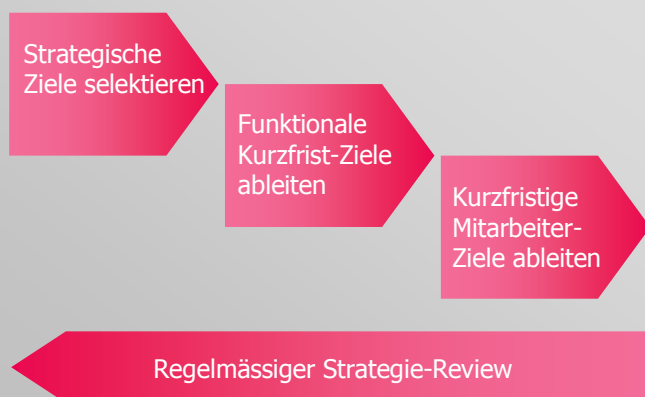 Strategische
Ziele selektieren
Funktionale
Kurzfrist-Ziele
ableiten
Kurzfristige
Mitarbeiter-
Ziele ableiten
Regelmässiger Strategie-Review